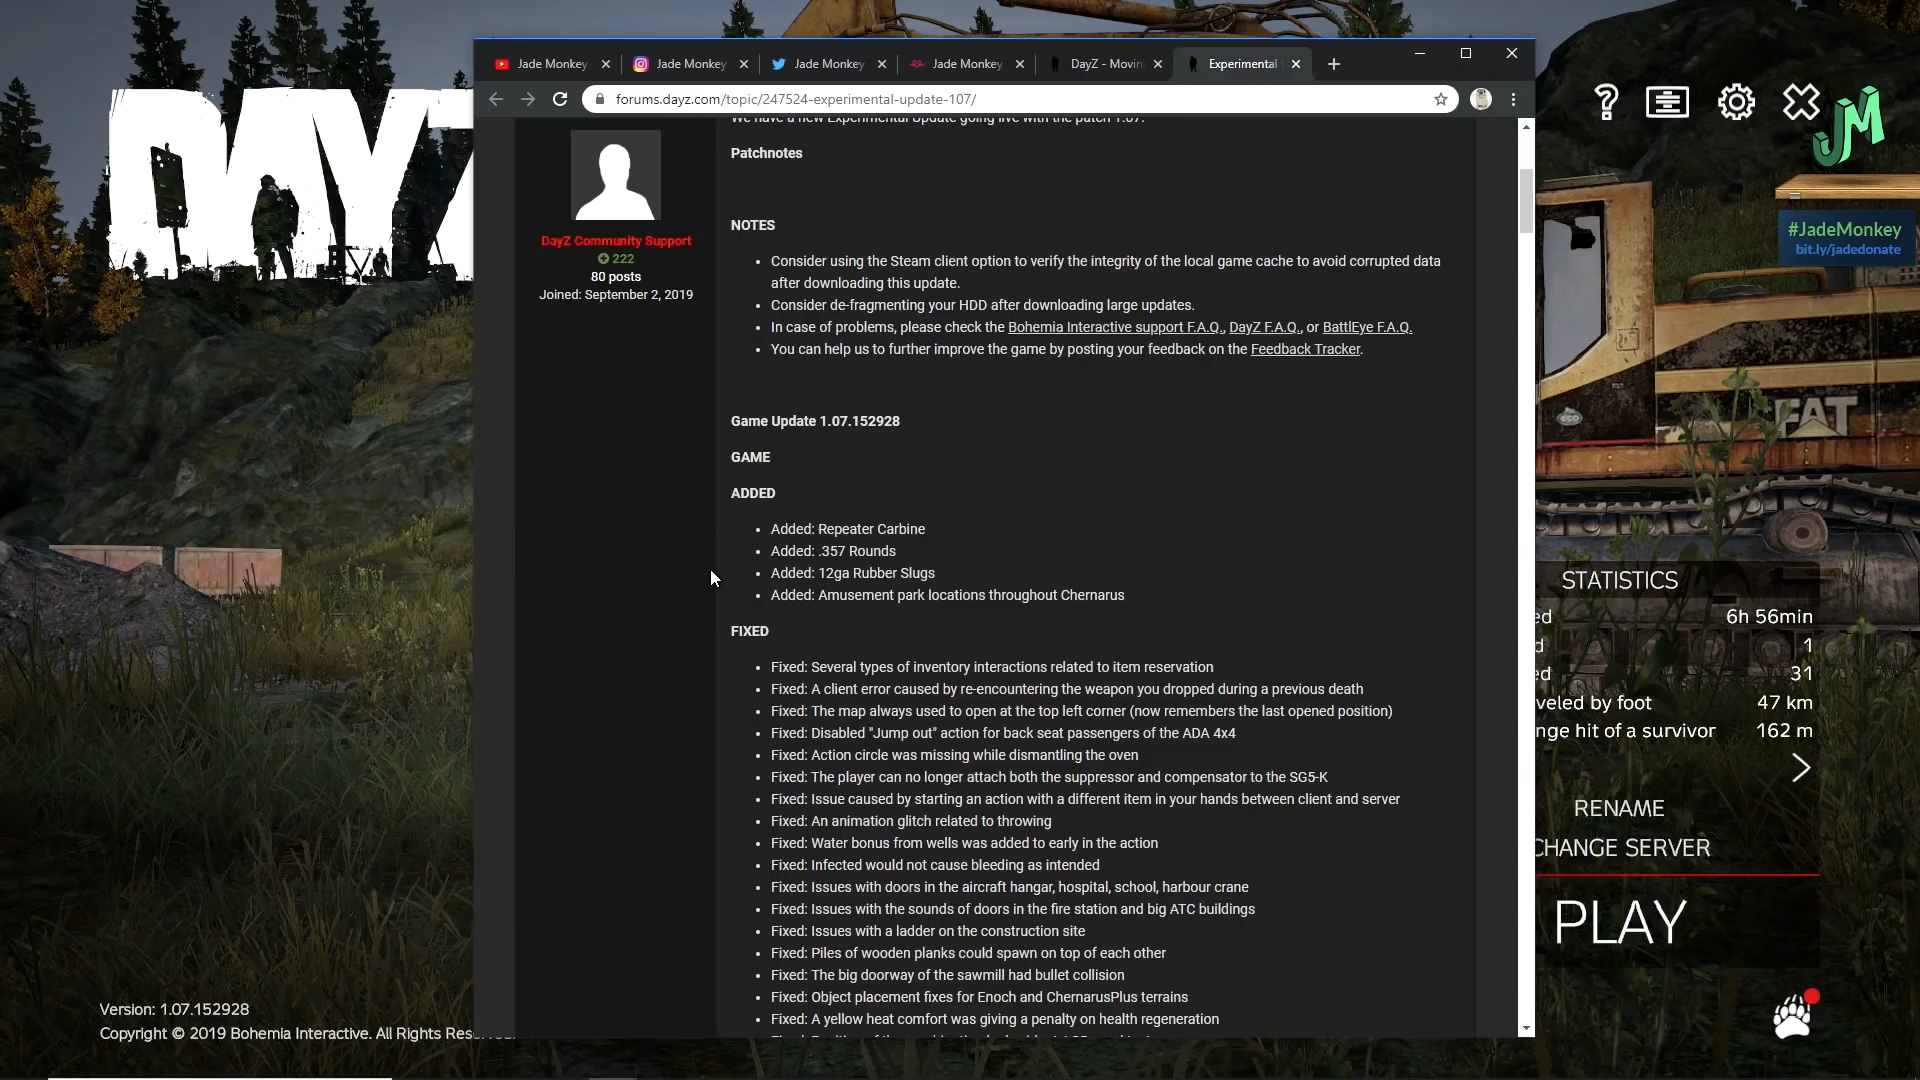 DAYZ
Jade Monkey
Jade Monkey
Jade Monkey
Jade Monkey
DayZ - Movin
Experimental
forums.dayz.com/topic/247524-experimental-update-107/
We have a new Experimental Update going live with the patch 1.07.
Patchnotes
DayZ Community Support
222
80 posts
Joined: September 2, 2019
NOTES
• Consider using the Steam client option to verify the integrity of the local game cache to avoid corrupted data
after downloading this update.
• Consider de-fragmenting your HDD after downloading large updates.
• In case of problems, please check the Bohemia Interactive support F.A.Q., DayZ F.A.Q., or BattlEye F.A.Q.
• You can help us to further improve the game by posting your feedback on the Feedback Tracker.
Game Update 1.07.152928
GAME
ADDED
• Added: Repeater Carbine
• Added: .357 Rounds
• Added: 12ga Rubber Slugs
• Added: Amusement park locations throughout Chernarus
FIXED
• Fixed: Several types of inventory interactions related to item reservation
• Fixed: A client error caused by re-encountering the weapon you dropped during a previous death
• Fixed: The map always used to open at the top left corner (now remembers the last opened position)
• Fixed: Disabled "Jump out" action for back seat passengers of the ADA 4x4
• Fixed: Action circle was missing while dismantling the oven
• Fixed: The player can no longer attach both the suppressor and compensator to the SG5-K
• Fixed: Issue caused by starting an action with a different item in your hands between client and server
• Fixed: An animation glitch related to throwing
• Fixed: Water bonus from wells was added to early in the action
• Fixed: Infected would not cause bleeding as intended
• Fixed: Issues with doors in the aircraft hangar, hospital, school, harbour crane
• Fixed: Issues with the sounds of doors in the fire station and big ATC buildings
• Fixed: Issues with a ladder on the construction site
• Fixed: Piles of wooden planks could spawn on top of each other
• Fixed: The big doorway of the sawmill had bullet collision
• Fixed: Object placement fixes for Enoch and ChernarusPlus terrains
• Fixed: A yellow heat comfort was giving a penalty on health regeneration
JM
#JadeMonkey
bit.ly/jadedonate
FAT
STATISTICS
ed 6h 56min
d 1
ed 31
veled by foot 47 km
nge hit of a survivor 162 m
RENAME
CHANGE SERVER
PLAY
Version: 1.07.152928
Copyright © 2019 Bohemia Interactive. All Rights Res